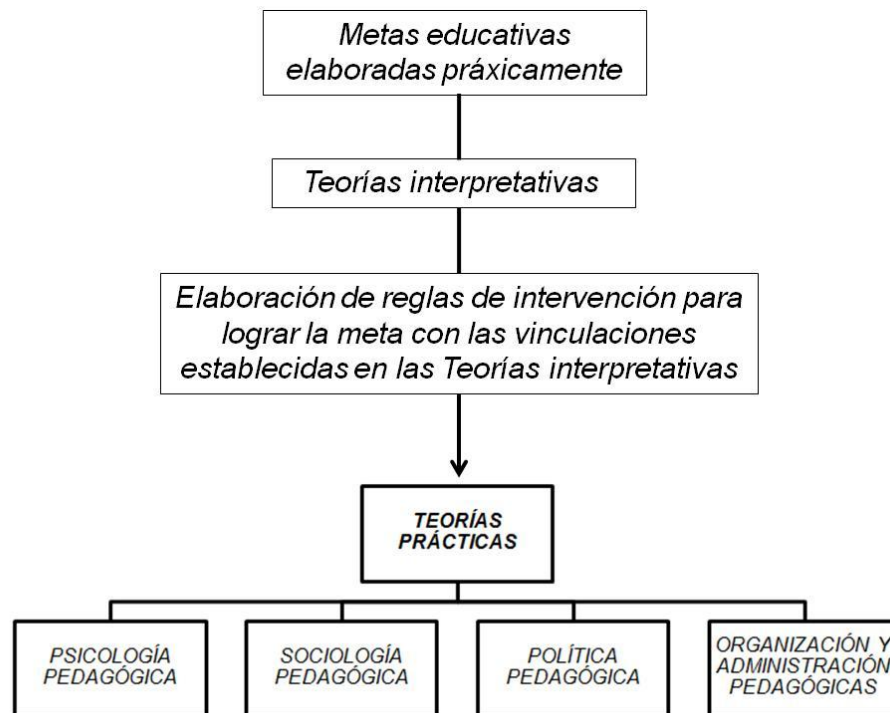 Metas educativas
elaboradas práxicamente
Teorías interpretativas
Elaboración de reglas de intervención para
lograr la meta con las vinculaciones
establecidas en las Teorías interpretativas
TEORÍAS
PRÁCTICAS
PSICOLOGÍA
PEDAGÓGICA
SOCIOLOGÍA
PEDAGÓGICA
POLÍTICA
PEDAGÓGICA
ORGANIZACIÓN Y
ADMINISTRACIÓN
PEDAGÓGICAS